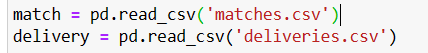 match = pd.read_csv('matches.csv')
delivery = pd.read_csv('deliveries.csv')